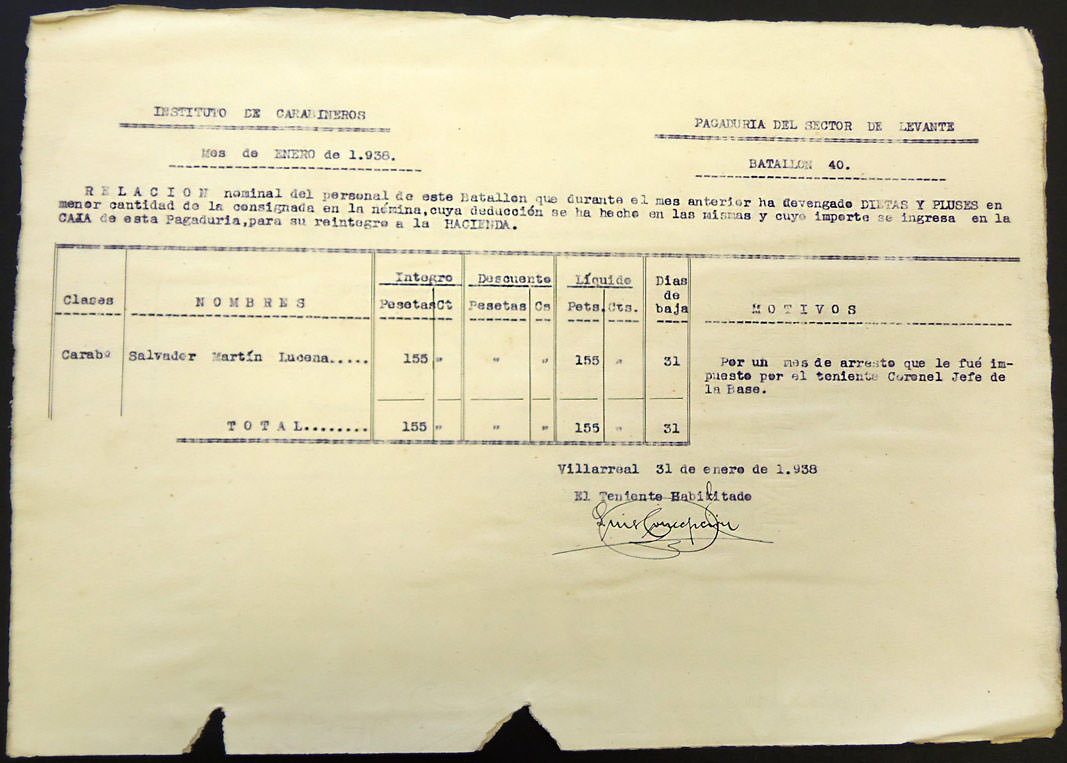 INSTITUTO DE CARABINEROS
PAGADURIA DEL SECTOR DE LEVANTE
Mes de ENERO de 1.938.
BATALLON 40.
RELACION nominal del personal de este Batallon que durante el mes anterior ha devengado DIETAS Y PLUSES en
menor cantidad de la consignada en la nómina,cuya deducción se ha hecho en las mismas y cuyo importe se ingresa en la
CAJA de esta Pagaduria,para su reintegro a la HACIENDA.
Integro Descuento Líquido Dias
Clases NOMBRES Pesetas Ct Pesetas Cs Pets. Cts. de baja MOTIVOS
Carabº Salvador Martín Lucena..... 155 " " " 155 " 31 Por un mes de arresto que le fué im-
puesto por el teniente Coronel Jefe de
la Base.
TOTAL........ 155 " " " 155 " 31
Villarreal 31 de enero de 1.938
El Teniente Habilitado
Luis Concepción